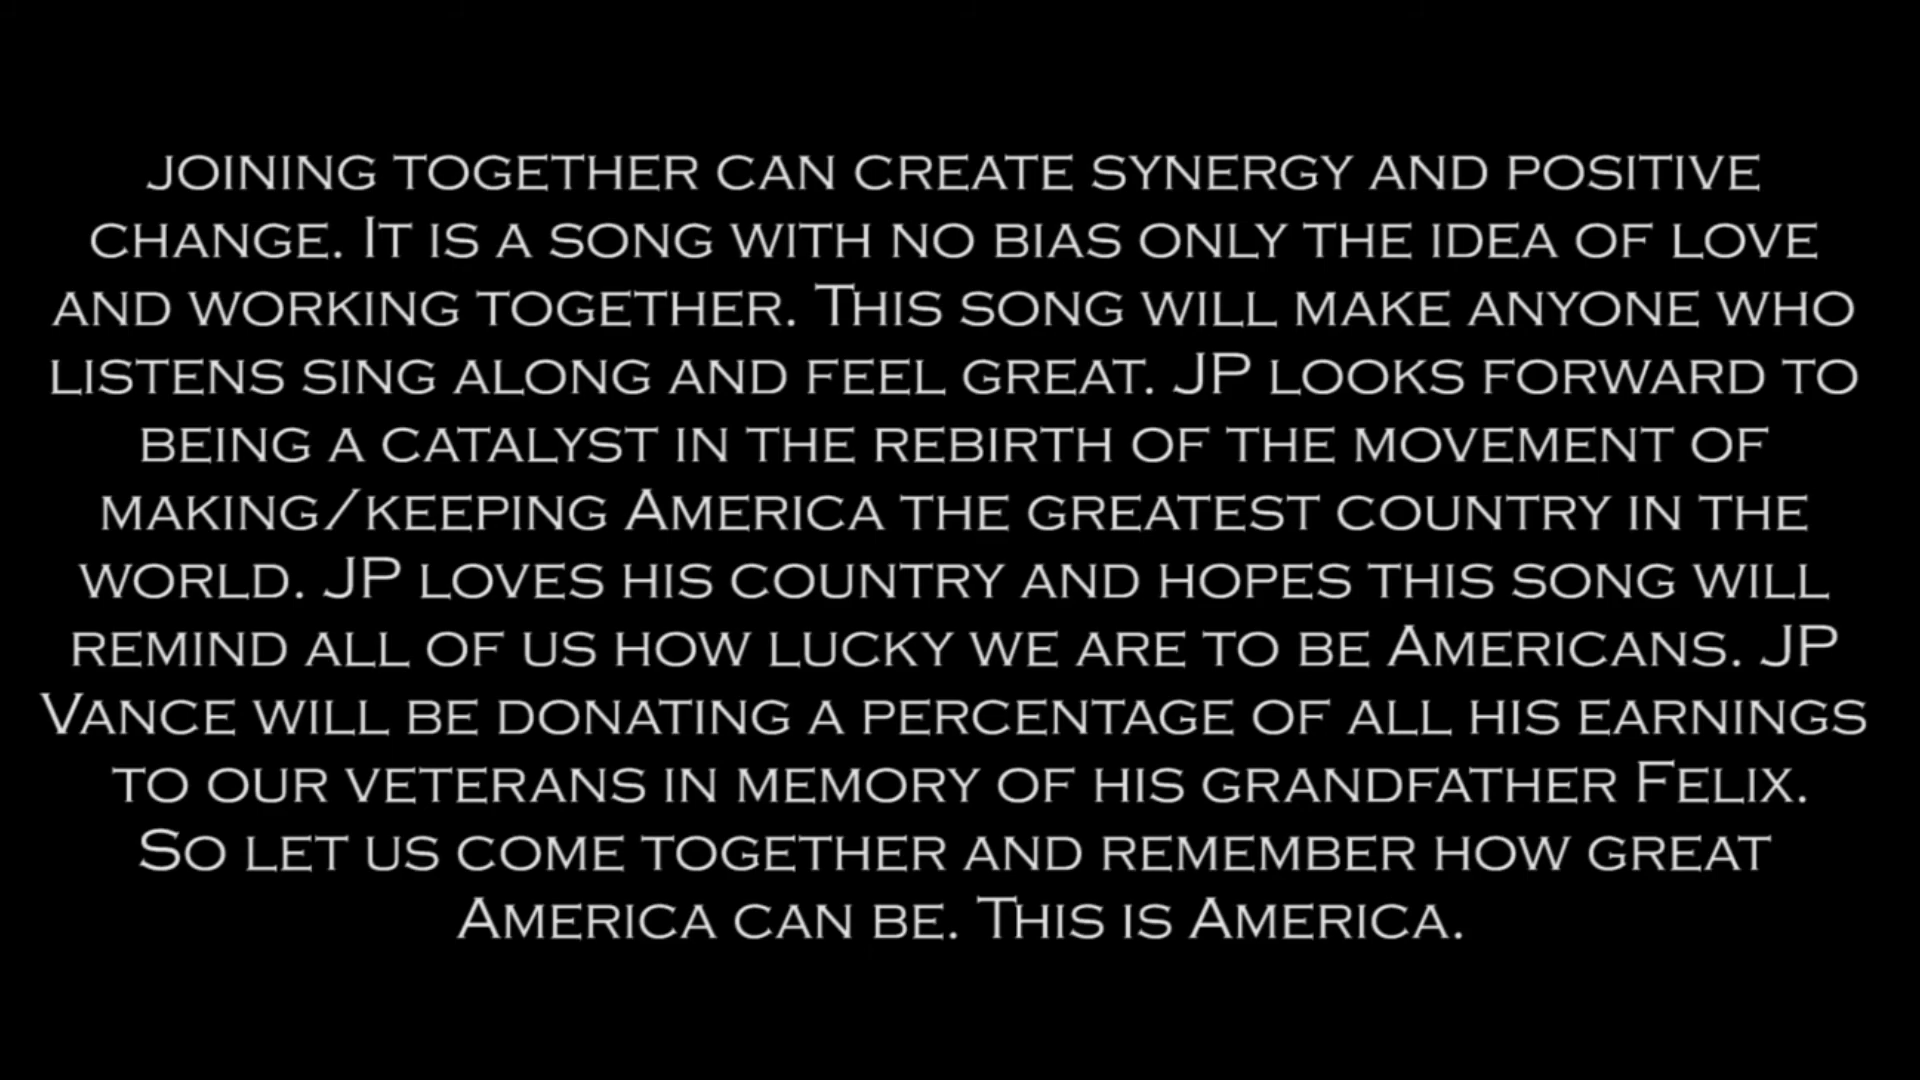 joining together can create synergy and positive
change. It is a song with no bias only the idea of love
and working together. This song will make anyone who
listens sing along and feel great. JP looks forward to
being a catalyst in the rebirth of the movement of
making/keeping America the greatest country in the
world. JP loves his country and hopes this song will
remind all of us how lucky we are to be Americans. JP
Vance will be donating a percentage of all his earnings
to our veterans in memory of his grandfather Felix.
So let us come together and remember how great
America can be. This is America.